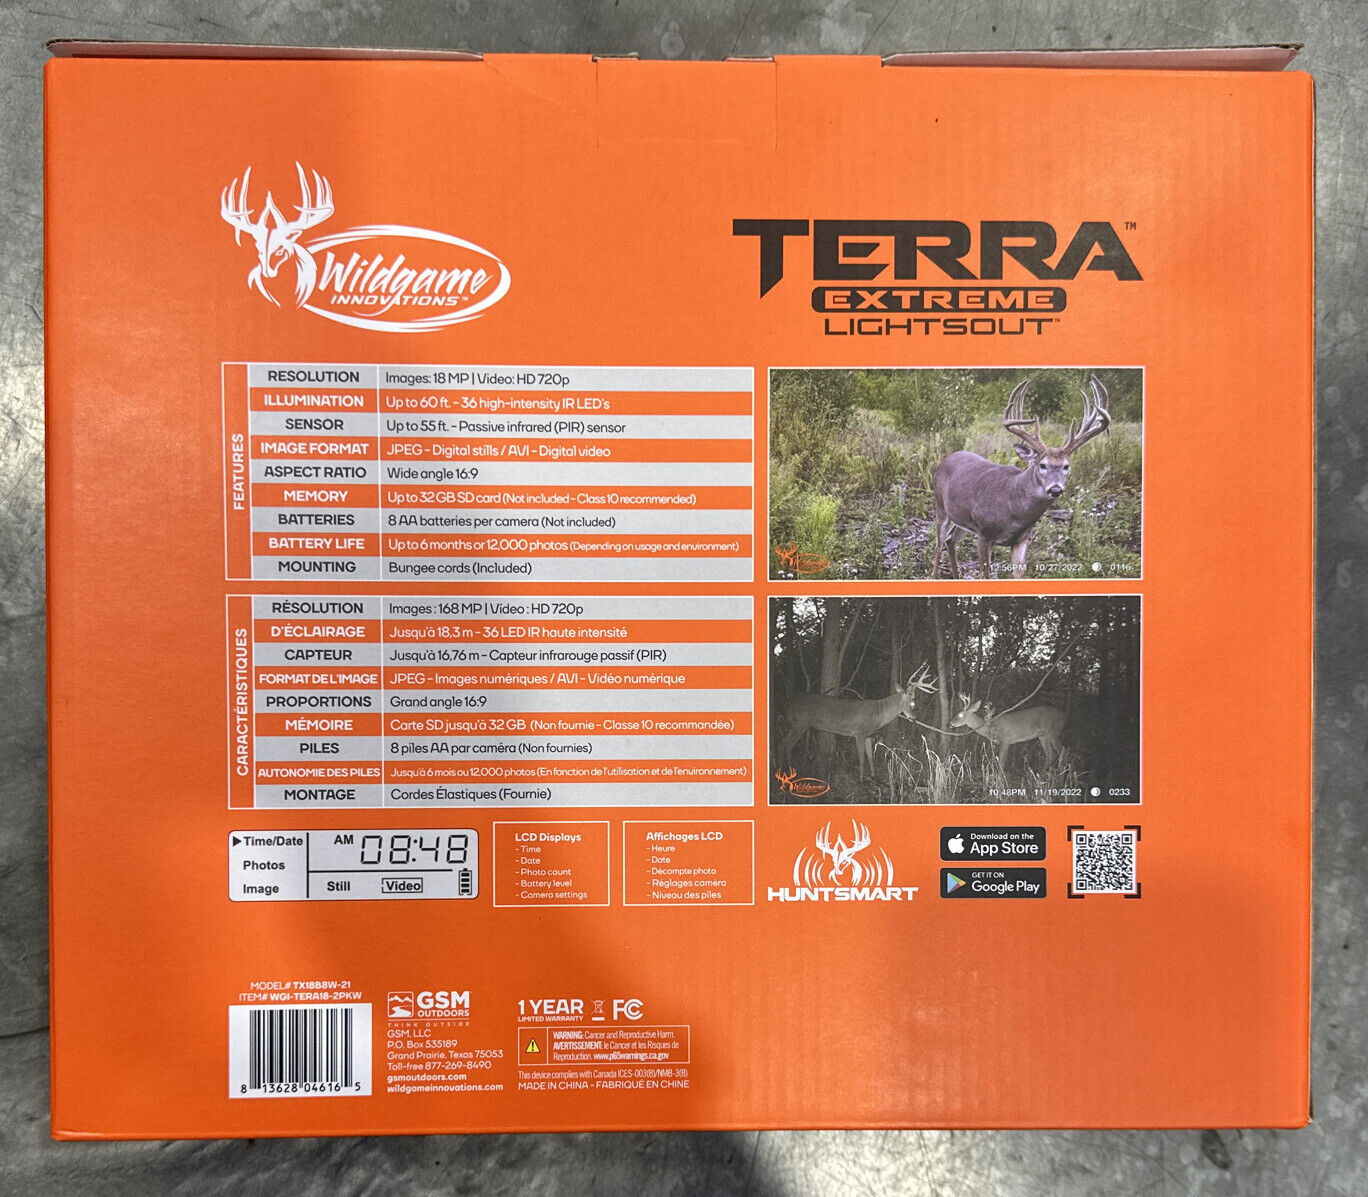 Wildgame
INNOVATIONS™
TERRA™
EXTREME
LIGHTSOUT™
FEATURES
RESOLUTION Images: 18 MP | Video: HD 720p
ILLUMINATION Up to 60 ft. - 36 high-intensity IR LED's
SENSOR Up to 55 ft. - Passive infrared (PIR) sensor
IMAGE FORMAT JPEG - Digital stills / AVI - Digital video
ASPECT RATIO Wide angle 16:9
MEMORY Up to 32 GB SD card (Not included - Class 10 recommended)
BATTERIES 8 AA batteries per camera (Not included)
BATTERY LIFE Up to 6 months or 12,000 photos (Depending on usage and environment)
MOUNTING Bungee cords (Included)
12:56PM 10/27/2022 0116
CARACTÉRISTIQUES
RÉSOLUTION Images : 168 MP | Video : HD 720p
D'ÉCLAIRAGE Jusqu'à 18,3 m - 36 LED IR haute intensité
CAPTEUR Jusqu'à 16,76 m - Capteur infrarouge passif (PIR)
FORMAT DE L'IMAGE JPEG - Images numériques / AVI - Vidéo numérique
PROPORTIONS Grand angle 16:9
MÉMOIRE Carte SD jusqu'à 32 GB (Non fournie - Classe 10 recommandée)
PILES 8 piles AA par caméra (Non fournies)
AUTONOMIE DES PILES Jusqu'à 6 mois ou 12,000 photos (En fonction de l'utilisation et de l'environnement)
MONTAGE Cordes Élastiques (Fournie)
Wildgame
10:48PM 11/19/2022 0233
Time/Date AM 08:48
Photos
Image Still Video
LCD Displays
- Time
- Date
- Photo count
- Battery level
- Camera settings
Affichages LCD
- Heure
- Date
- Décompte photo
- Réglages caméra
- Niveau des piles
HUNTSMART
Download on the
App Store
GET IT ON
Google Play
MODEL# TX18B8W-21
ITEM# WGI-TERA18-2PKW
8 13628 04616 5
GSM
OUTDOORS
THINK OUTSIDE
GSM, LLC
P.O. Box 535189
Grand Prairie, Texas 75053
Toll-free 877-269-8490
gsmoutdoors.com
wildgameinnovations.com
1 YEAR
LIMITED WARRANTY
FC
WARNING: Cancer and Reproductive Harm.
AVERTISSEMENT: le Cancer et les Risques de
Reproduction. www.p65warnings.ca.gov
This device complies with Canada ICES-003(B)/NMB-3(B)
MADE IN CHINA - FABRIQUÉ EN CHINE